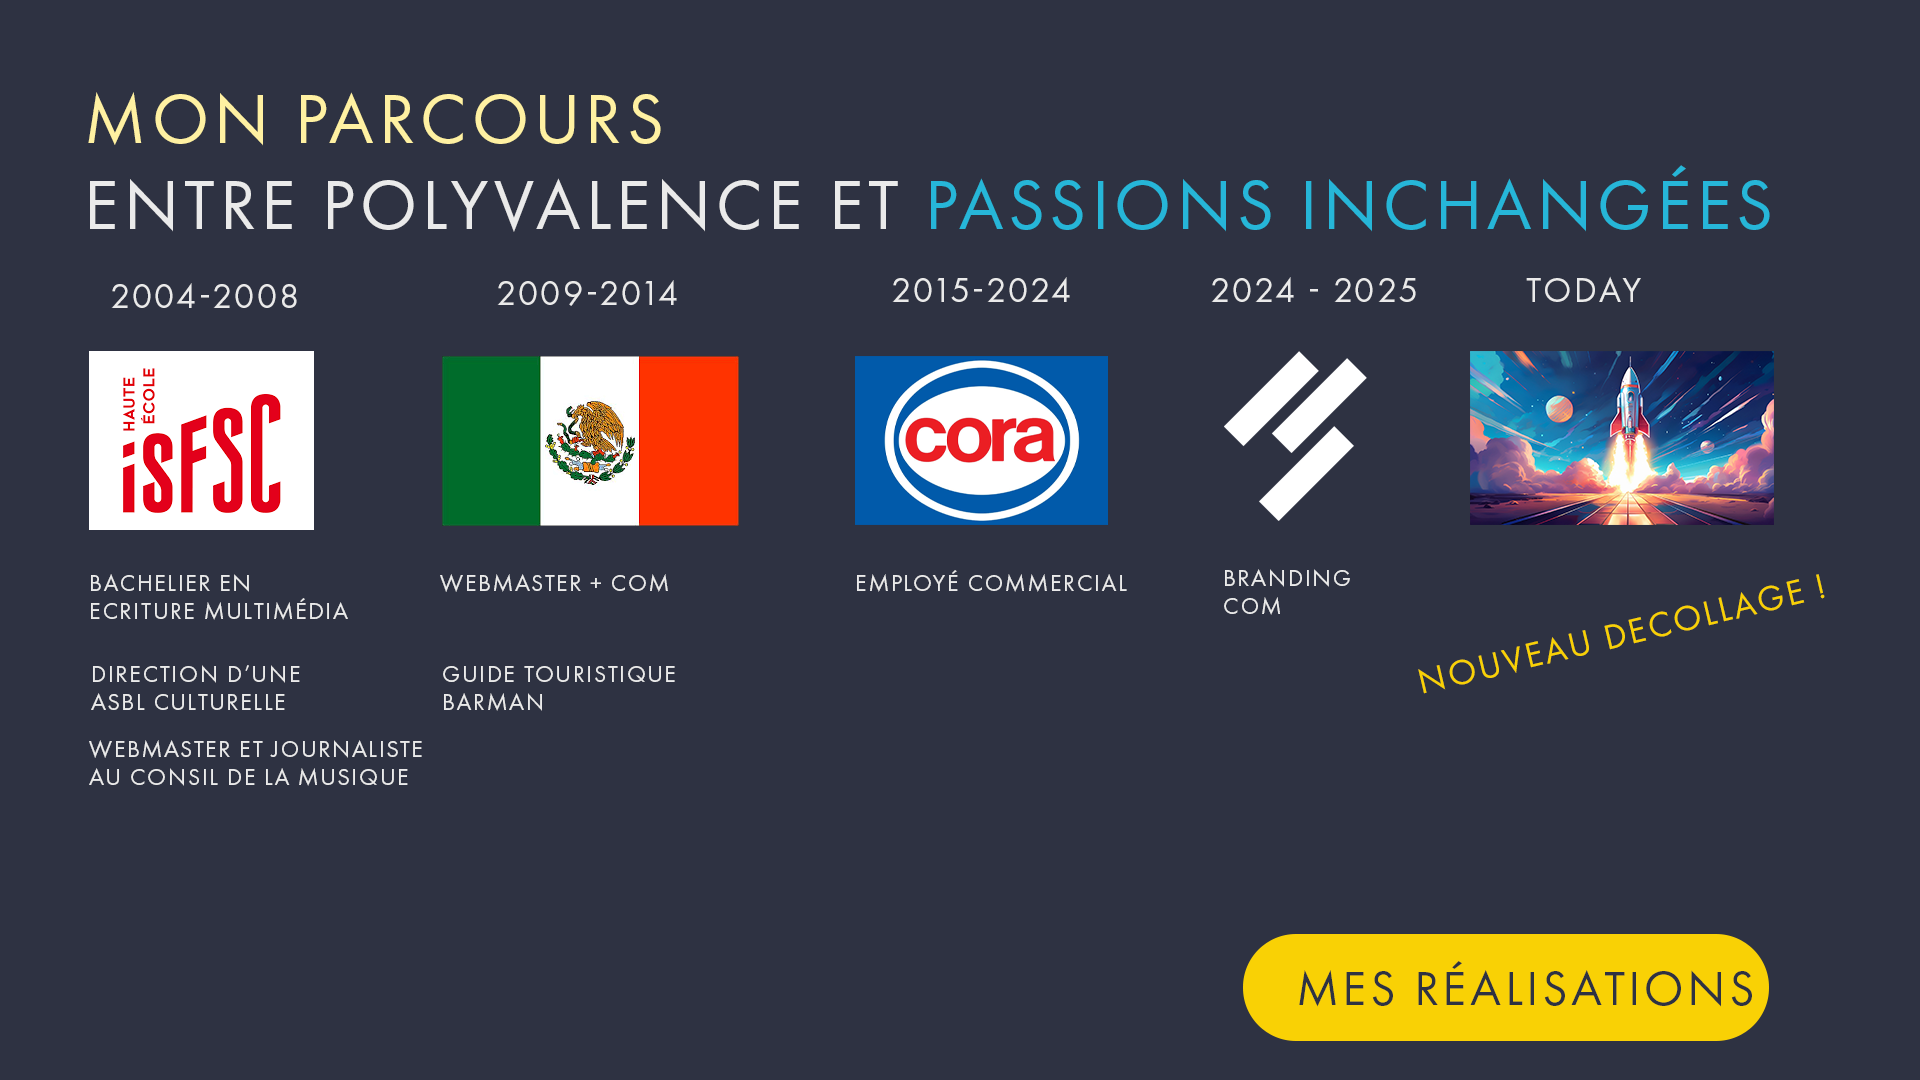 MON PARCOURS
ENTRE POLYVALENCE ET PASSIONS INCHANGÉES
2004-2008
2009-2014
2015-2024
2024 - 2025
TODAY
HAUTE
ÉCOLE
isfsc
cora
BACHELIER EN
ECRITURE MULTIMÉDIA
DIRECTION D’UNE
ASBL CULTURELLE
WEBMASTER ET JOURNALISTE
AU CONSIL DE LA MUSIQUE
WEBMASTER + COM
GUIDE TOURISTIQUE
BARMAN
EMPLOYÉ COMMERCIAL
BRANDING
COM
NOUVEAU DECOLLAGE !
MES RÉALISATIONS